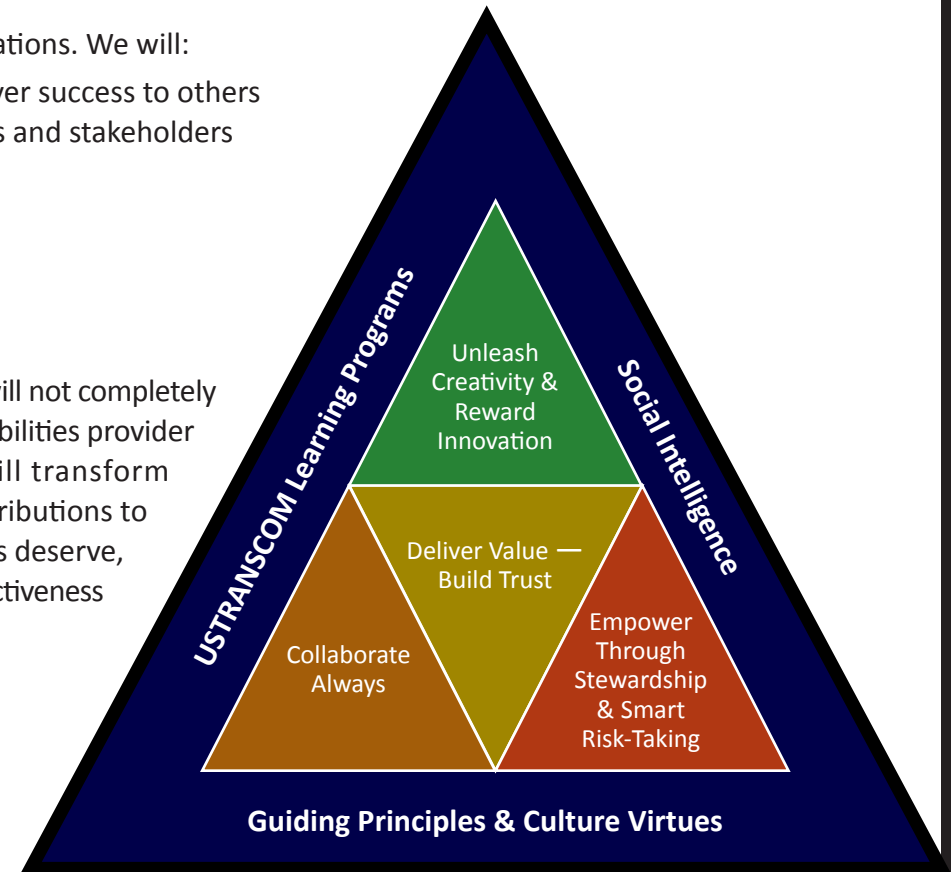 ations. We will:
ver success to others
s and stakeholders
ill not completely
bilities provider
ill transform
ributions to
s deserve,
ctiveness
USTRANSCOM Learning Programs
Social Intelligence
Unleash
Creativity &
Reward
Innovation
Deliver Value —
Build Trust
Collaborate
Always
Empower
Through
Stewardship
& Smart
Risk-Taking
Guiding Principles & Culture Virtues